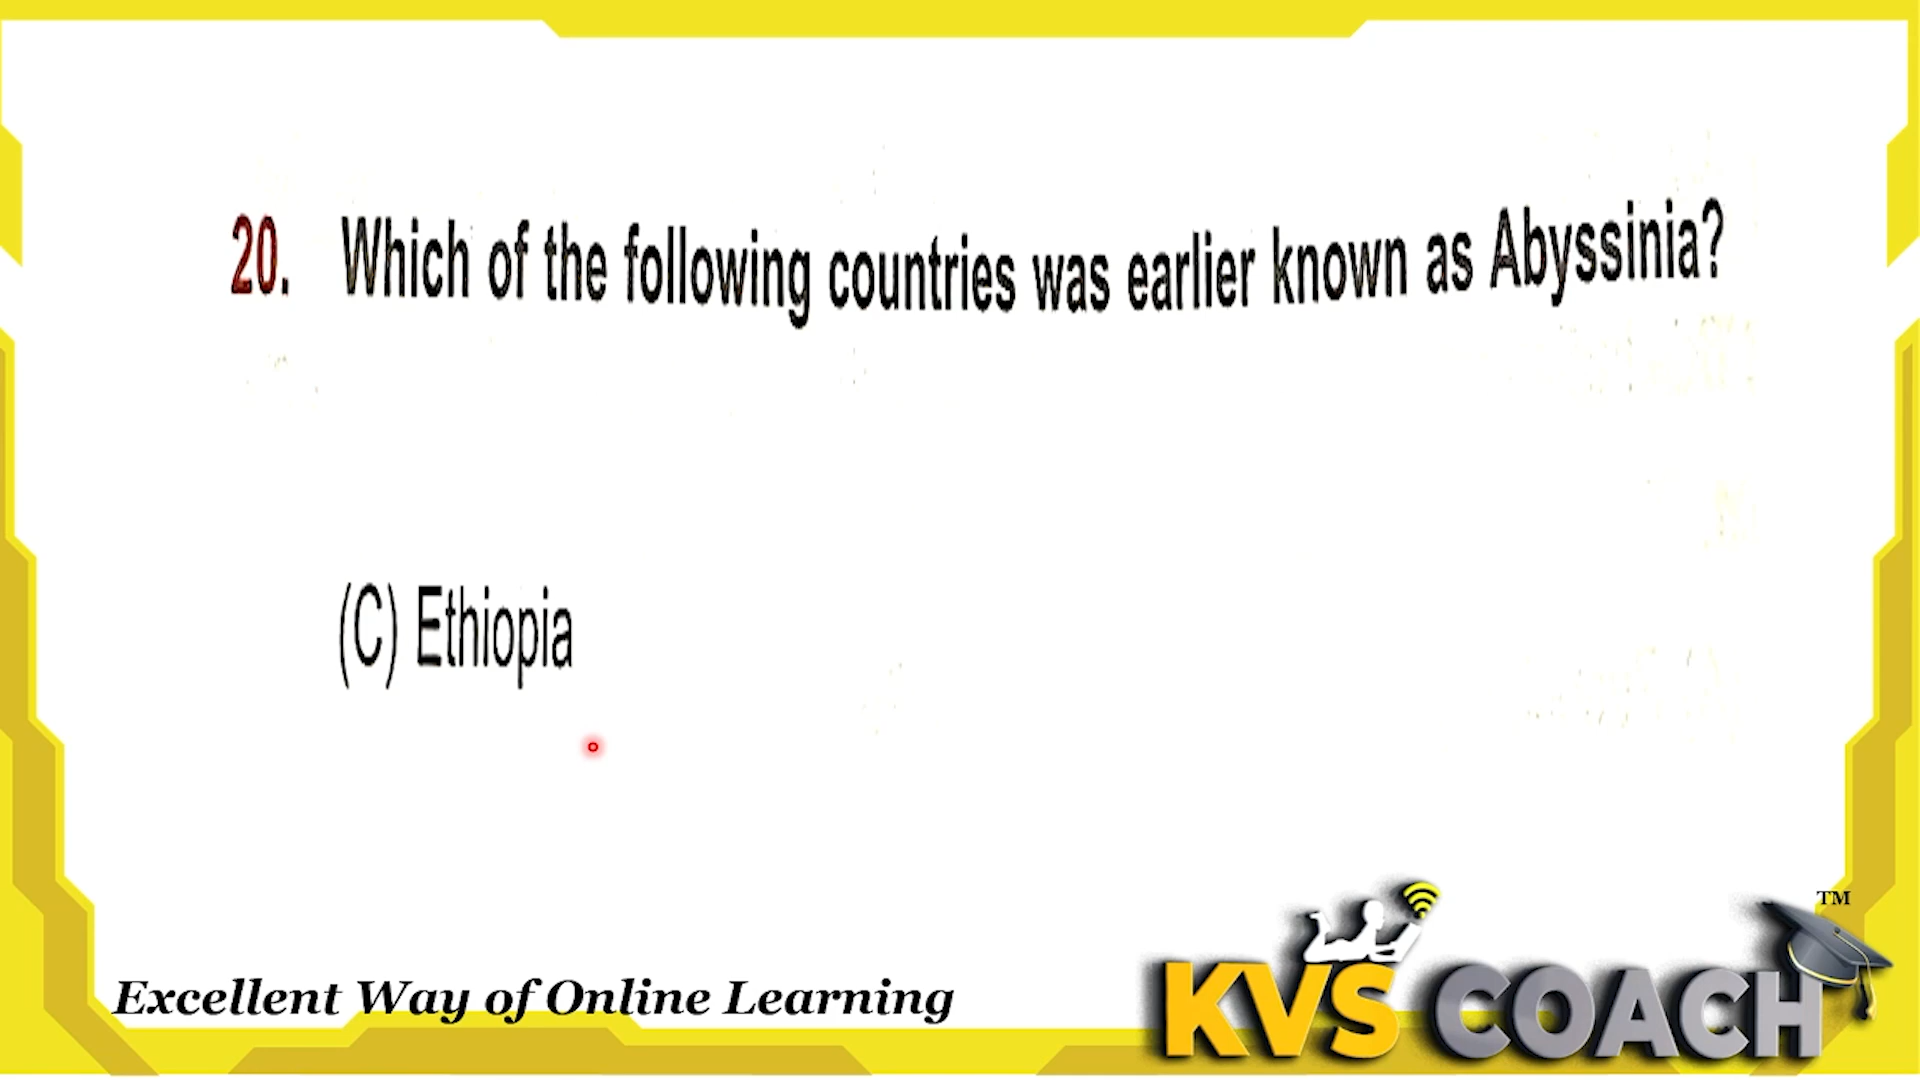 20. Which of the following countries was earlier known as Abyssinia?
(C) Ethiopia
TM
KVS COACH
Excellent Way of Online Learning